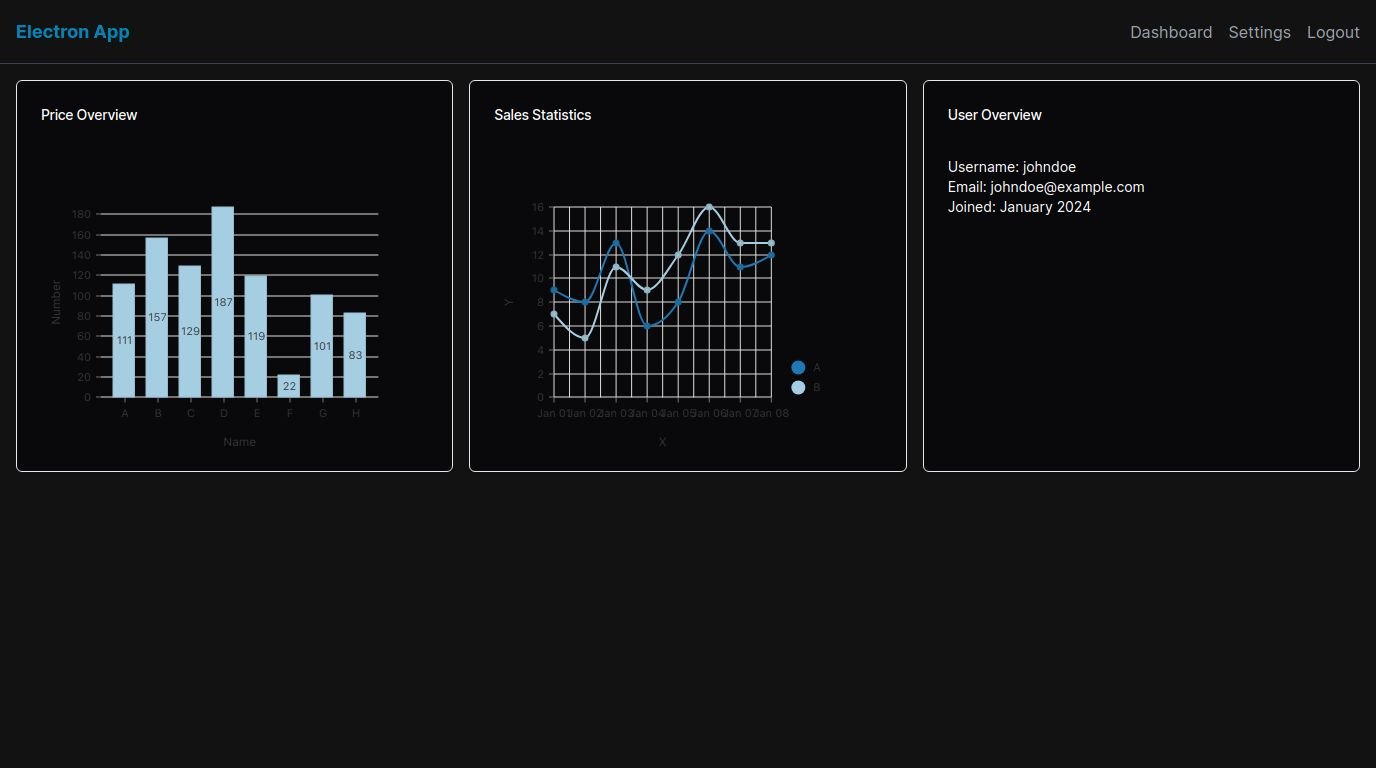 Electron App
Dashboard Settings Logout
Price Overview
180
160
140
120
100
80
60
40
20
0
Number
111
157
129
187
119
22
101
83
A B C D E F G H
Name
Sales Statistics
16
14
12
10
8
6
4
2
0
Y
Jan 01 Jan 02 Jan 03 Jan 04 Jan 05 Jan 06 Jan 07 Jan 08
X
A
B
User Overview
Username: johndoe
Email: johndoe@example.com
Joined: January 2024